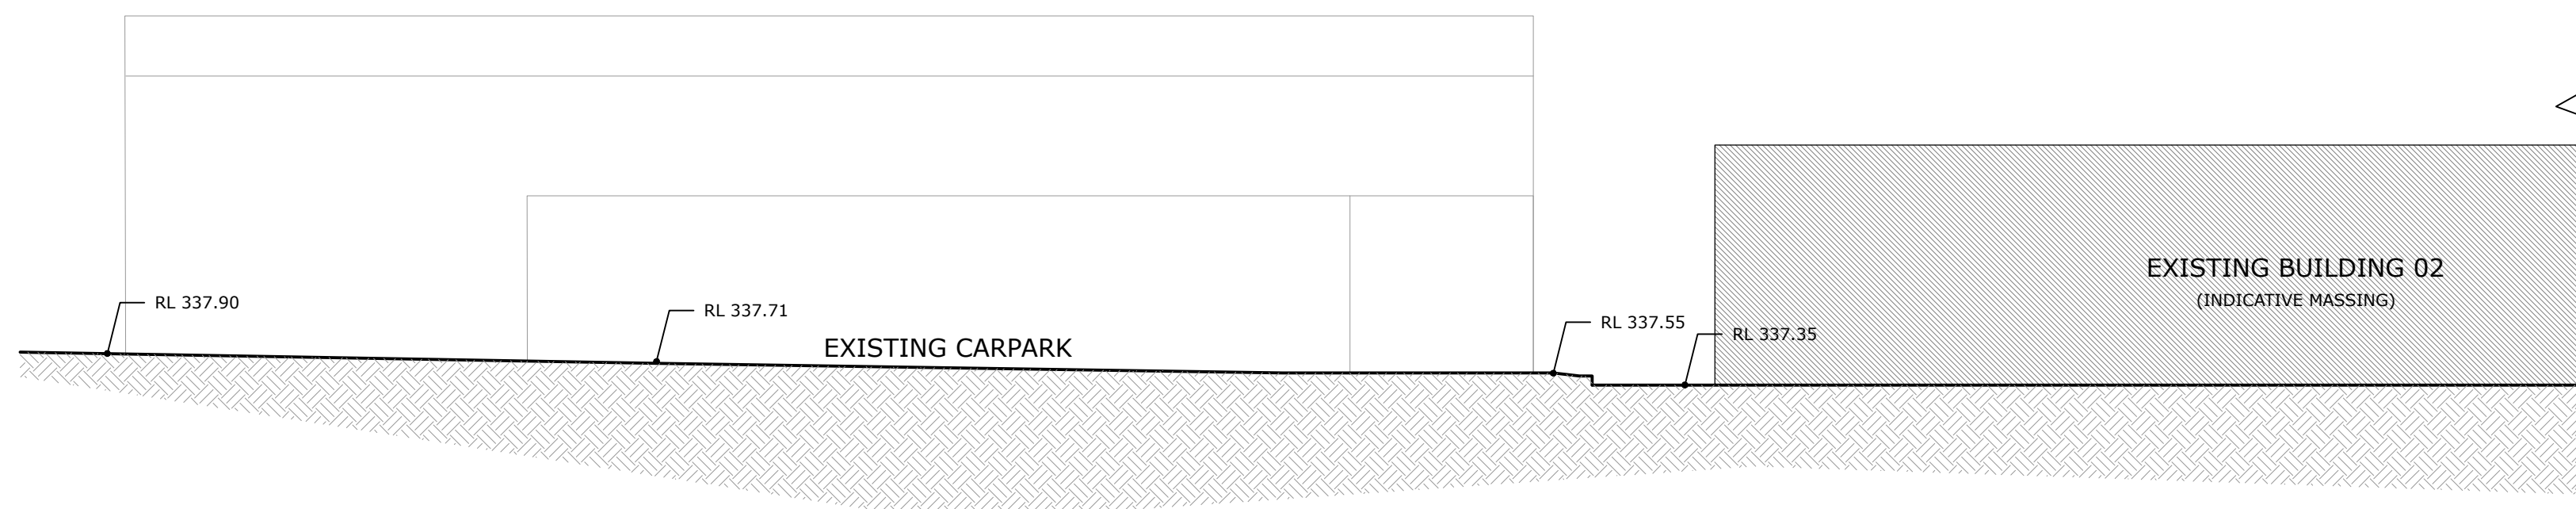 RL 337.90
RL 337.71
EXISTING CARPARK
RL 337.55
RL 337.35
EXISTING BUILDING 02
(INDICATIVE MASSING)